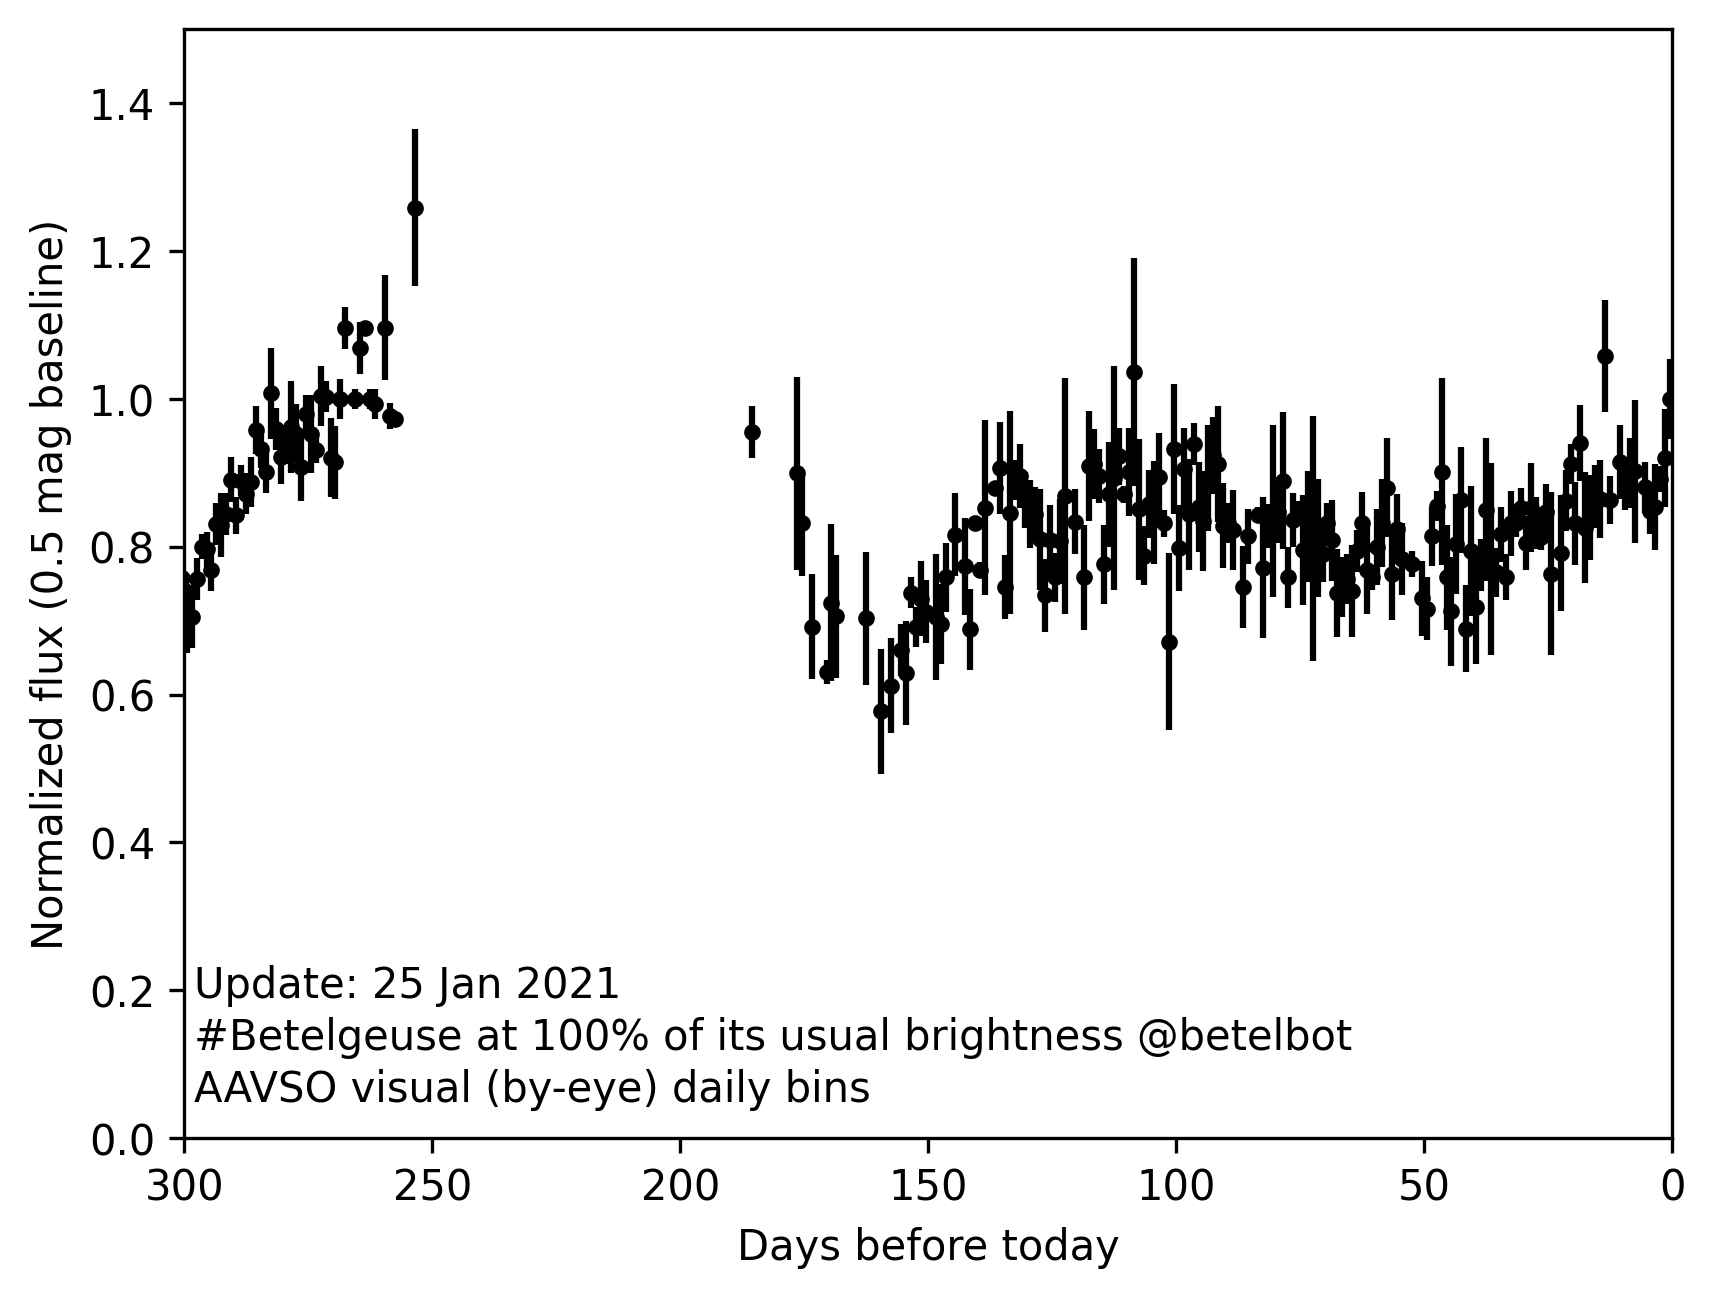 1.4
1.2
1.0
0.8
0.6
0.4
0.2
0.0
Normalized flux (0.5 mag baseline)
Update: 25 Jan 2021
#Betelgeuse at 100% of its usual brightness @betelbot
AAVSO visual (by-eye) daily bins
300 250 200 150 100 50 0
Days before today